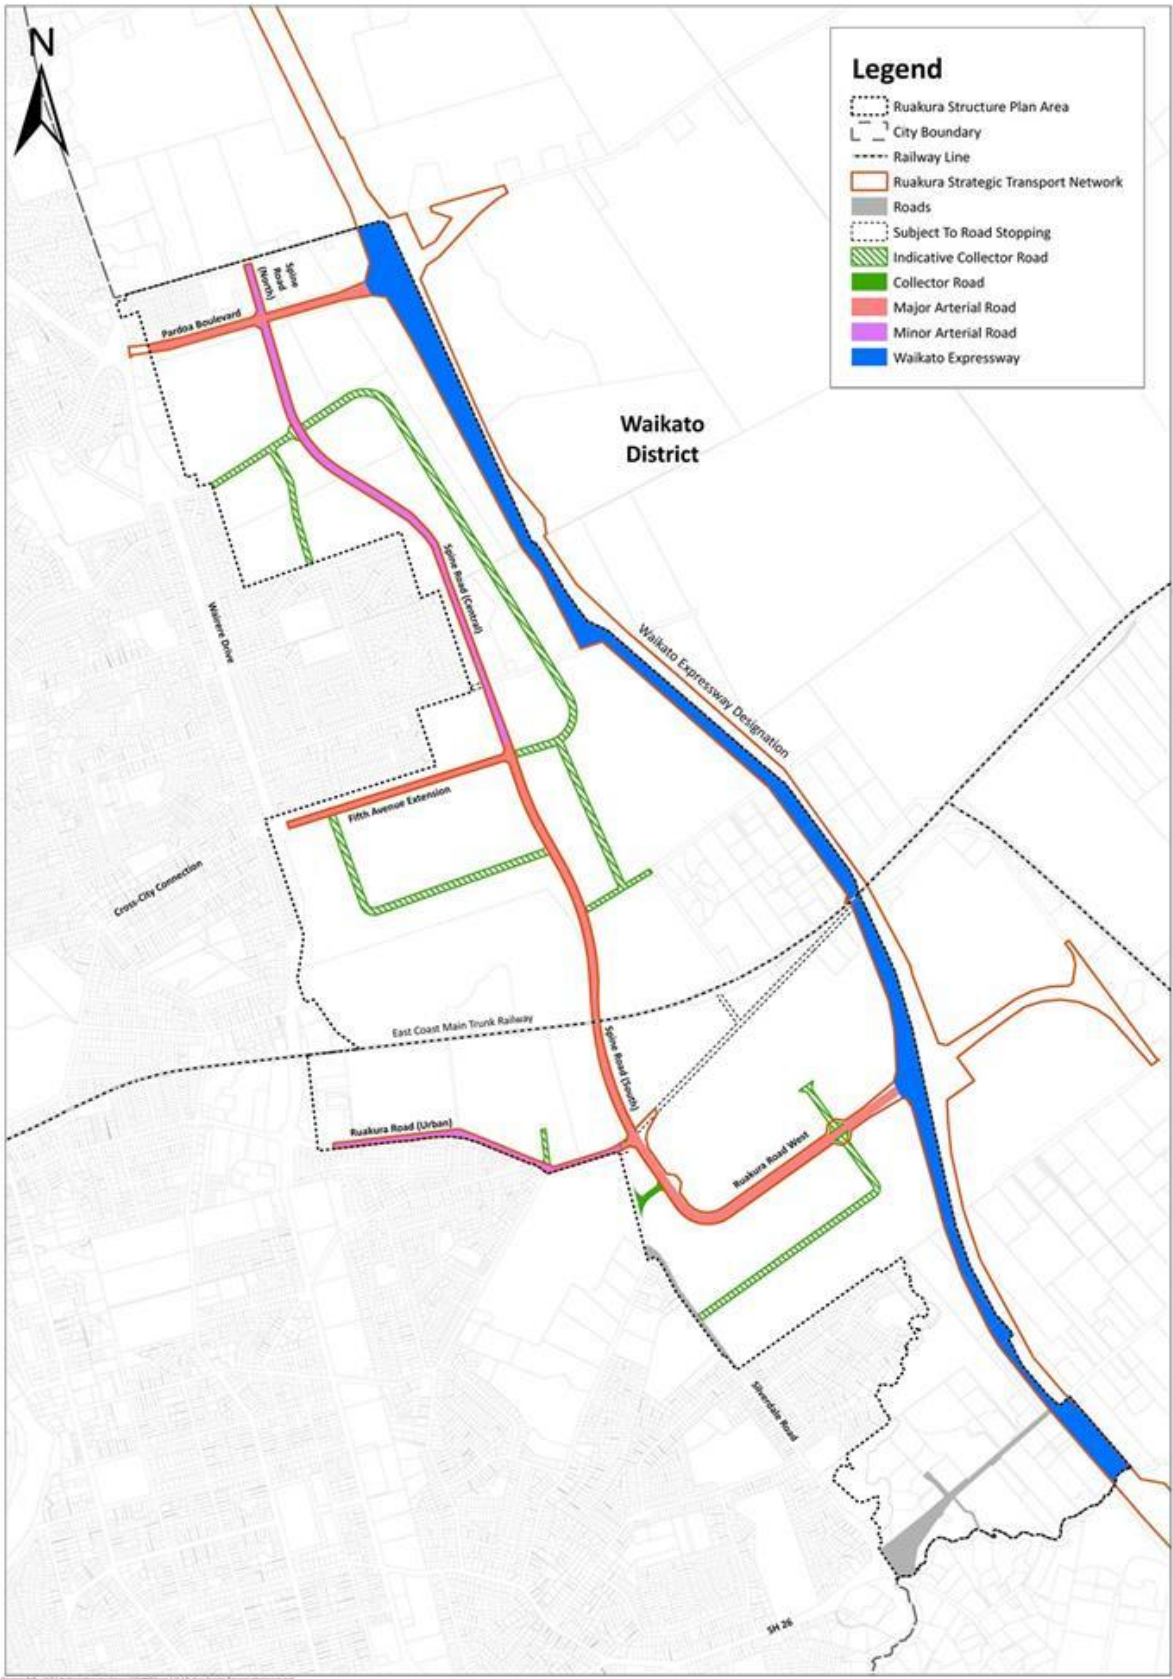 N
Legend
Ruakura Structure Plan Area
City Boundary
Railway Line
Ruakura Strategic Transport Network
Roads
Subject To Road Stopping
Indicative Collector Road
Collector Road
Major Arterial Road
Minor Arterial Road
Waikato Expressway
Spine
Road
(North)
Pardoa Boulevard
Waikato
District
Spine Road (Central)
Wairere Drive
Waikato Expressway Designation
Fifth Avenue Extension
Cross-City Connection
East Coast Main Trunk Railway
Spine Road (South)
Ruakura Road (Urban)
Ruakura Road West
Silverdale Road
SH 26